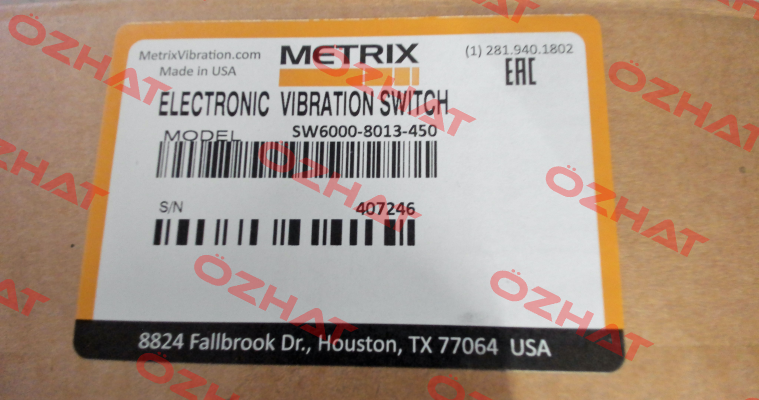 MetrixVibration.com
Made in USA
METRIX
(1) 281.940.1802
EAC
ELECTRONIC VIBRATION SWITCH
MODEL SW6000-8013-450
S/N 407246
8824 Fallbrook Dr., Houston, TX 77064 USA
ÖZHAT
ÖZHAT
ÖZHAT
ÖZHAT
ÖZHAT
ÖZHAT
ÖZHAT
ÖZHAT
ÖZHAT